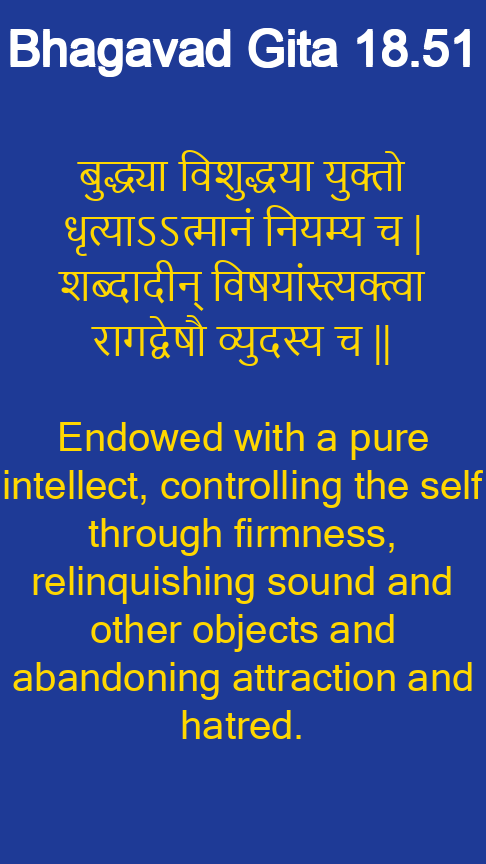 Bhagavad Gita 18.51
बुद्ध्या विशुद्धया युक्तो
धृत्याऽऽत्मानं नियम्य च |
शब्दादीन् विषयांस्त्यक्त्वा
रागद्वेषौ व्युदस्य च ||
Endowed with a pure
intellect, controlling the self
through firmness,
relinquishing sound and
other objects and
abandoning attraction and
hatred.